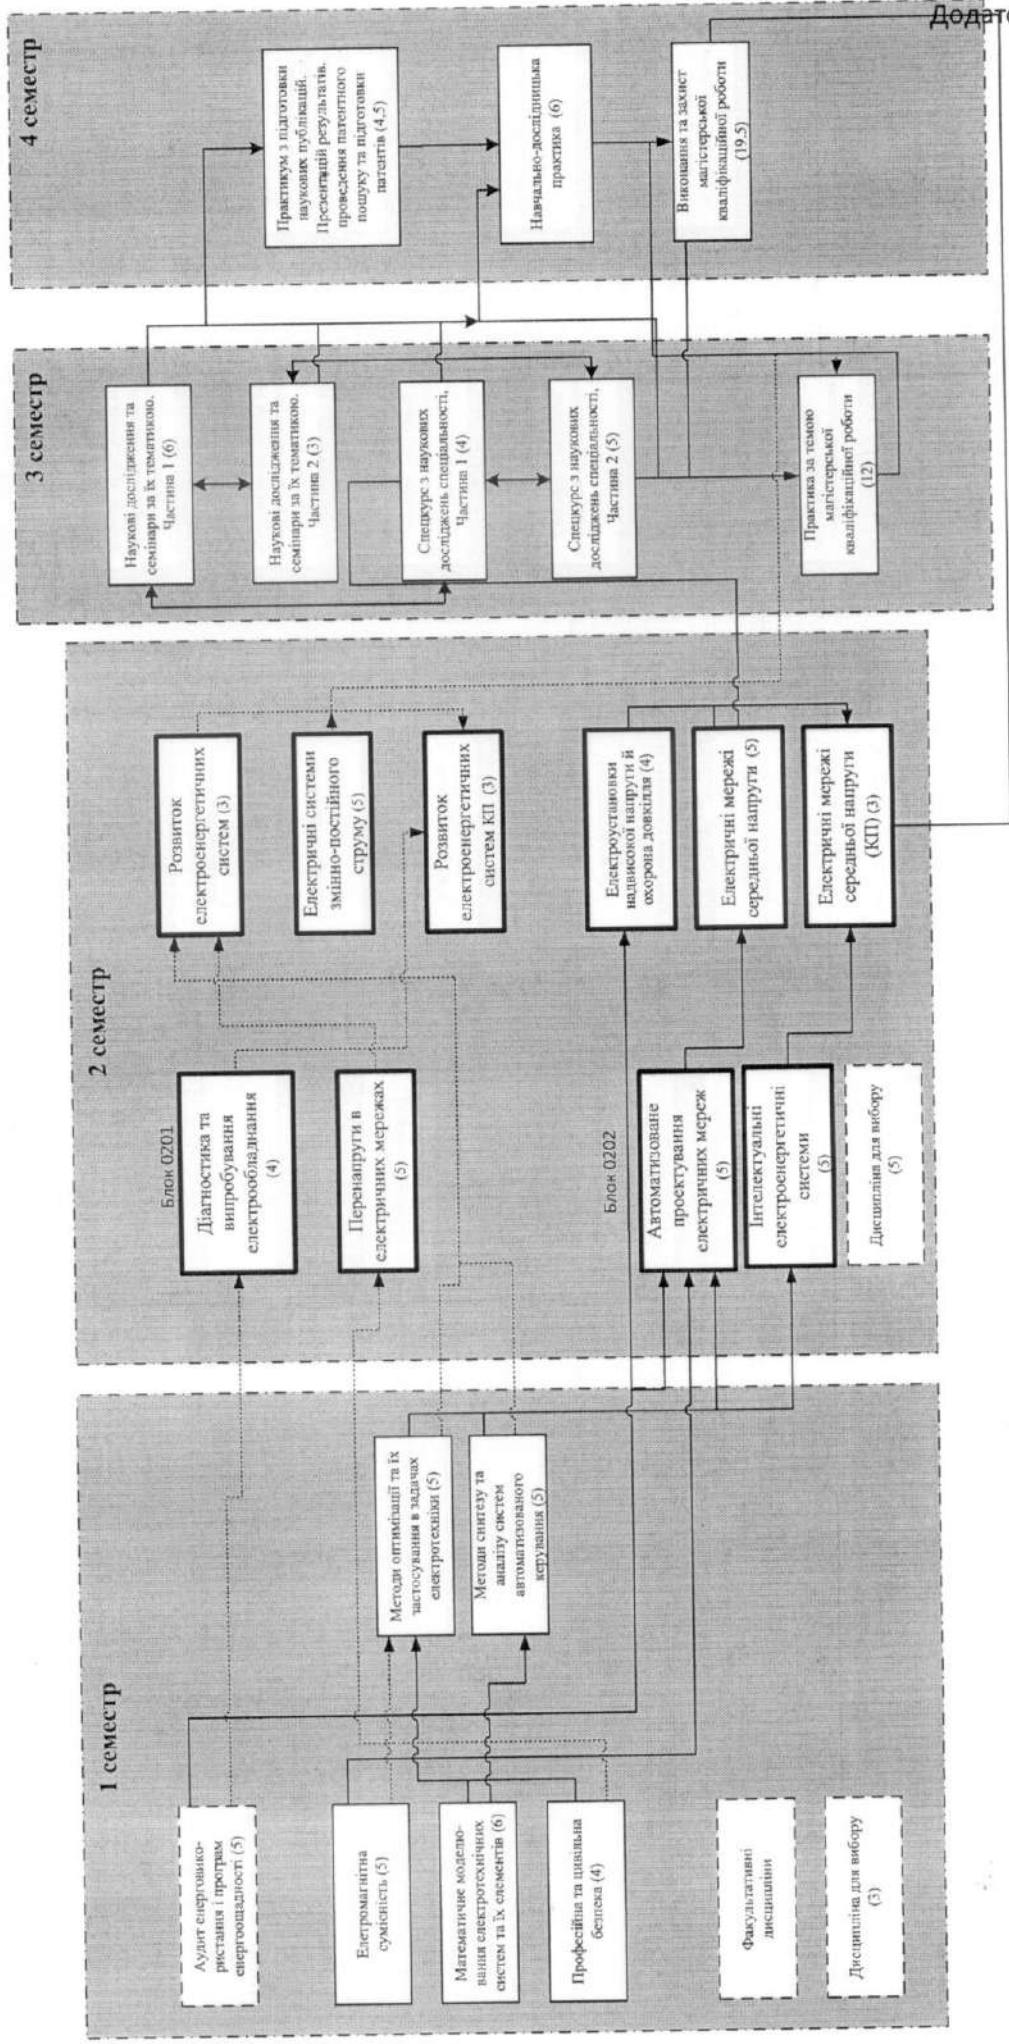 Додато
1 семестр
Аудит енерговико-
ристання і програм
енергоощадності (5)
Елетромагнітна
сумісність (5)
Математичне моделю-
вання електротехнічних
систем та їх елементів (6)
Професійна та цивільна
безпека (4)
Факультативні
дисципліни
Дисципліна для вибору
(3)
Методи оптимізації та їх
застосування в задачах
електротехніки (5)
Методи синтезу та
аналізу систем
автоматизованого
керування (5)
2 семестр
Блок 0201
Діагностика та
випробування
електрообладнання
(4)
Перенапруги в
електричних мережах
(5)
Блок 0202
Автоматизоване
проектування
електричних мереж
(5)
Інтелектуальні
електроенергетичні
системи
(5)
Дисципліна для вибору
(5)
Розвиток
електроенергетичних
систем (3)
Електричні системи
змінно-постійного
струму (5)
Розвиток
електроенергетичних
систем КП (3)
Електроустановки
надвисокої напруги й
охорона довкілля (4)
Електричні мережі
середньої напруги (5)
Електричні мережі
середньої напруги
(КП) (3)
3 семестр
Наукові дослідження та
семінари за їх тематикою.
Частина 1 (6)
Наукові дослідження та
семінари за їх тематикою.
Частина 2 (3)
Спецкурс з наукових
досліджень спеціальності,
Частина 1 (4)
Спецкурс з наукових
досліджень спеціальності,
Частина 2 (5)
Практика за темою
магістерської
кваліфікаційної роботи
(12)
4 семестр
Практикум з підготовки
наукових публікацій.
Презентацій результатів.
проведення патентного
пошуку та підготовки
патентів (4,5)
Навчально-дослідницька
практика (6)
Виконання та захист
магістерської
кваліфікаційної роботи
(19,5)